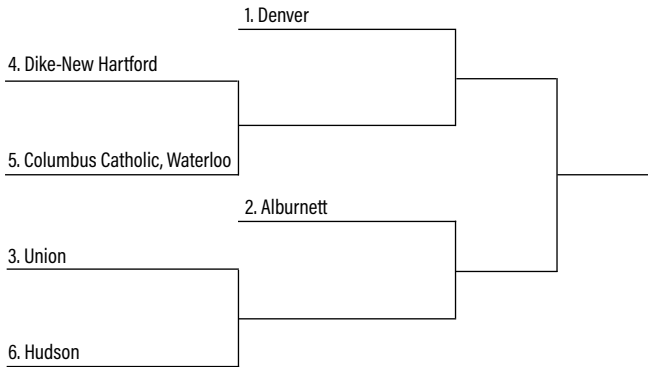 1. Denver
4. Dike-New Hartford
5. Columbus Catholic, Waterloo
2. Alburnett
3. Union
6. Hudson